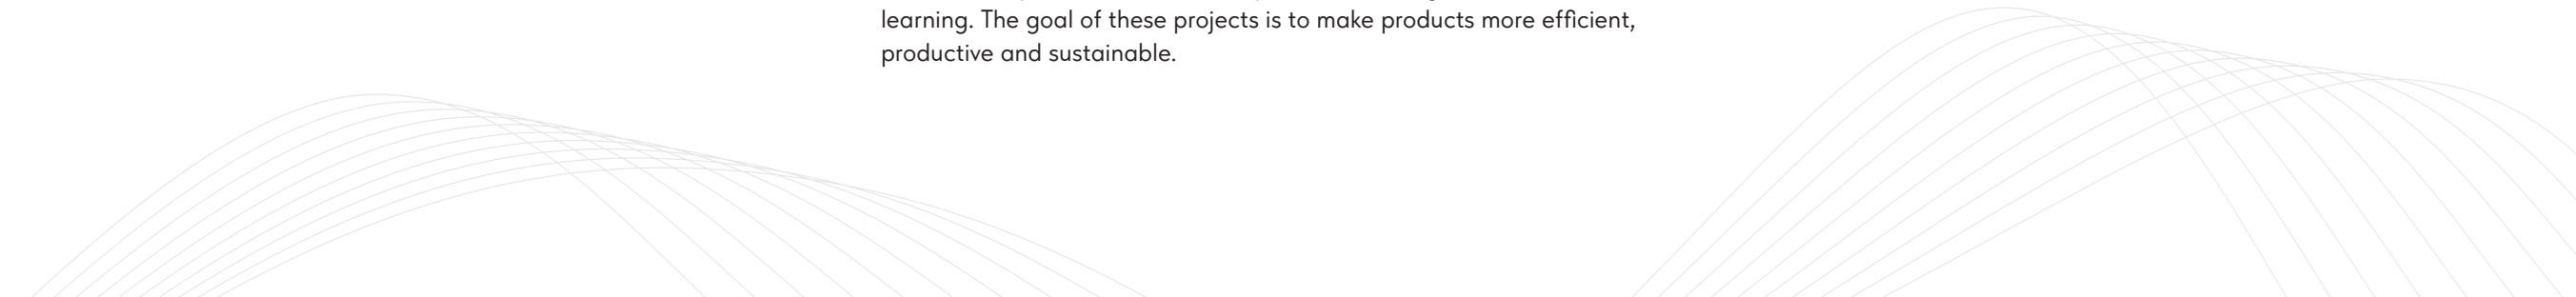 learning. The goal of these projects is to make products more efficient,
productive and sustainable.